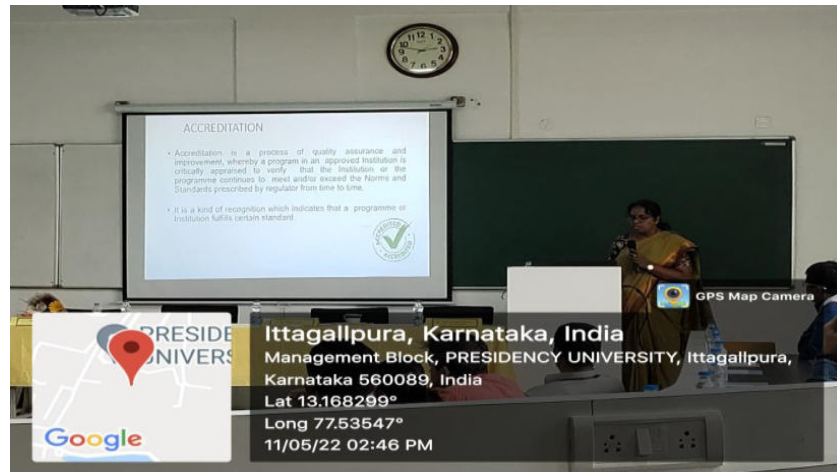 ACCREDITATION
• Accreditation is a process of quality assurance and
improvement, whereby a program in an approved Institution is
critically appraised to verify that the Institution or the
programme continues to meet and/or exceed the Norms and
Standards prescribed by regulator from time to time.
• It is a kind of recognition which indicates that a programme or
Institution fulfills certain standard
ACCREDITED
ACCREDITED
GPS Map Camera
PRESIDE
UNIVERS
Google
Ittagallpura, Karnataka, India
Management Block, PRESIDENCY UNIVERSITY, Ittagallpura,
Karnataka 560089, India
Lat 13.168299°
Long 77.53547°
11/05/22 02:46 PM